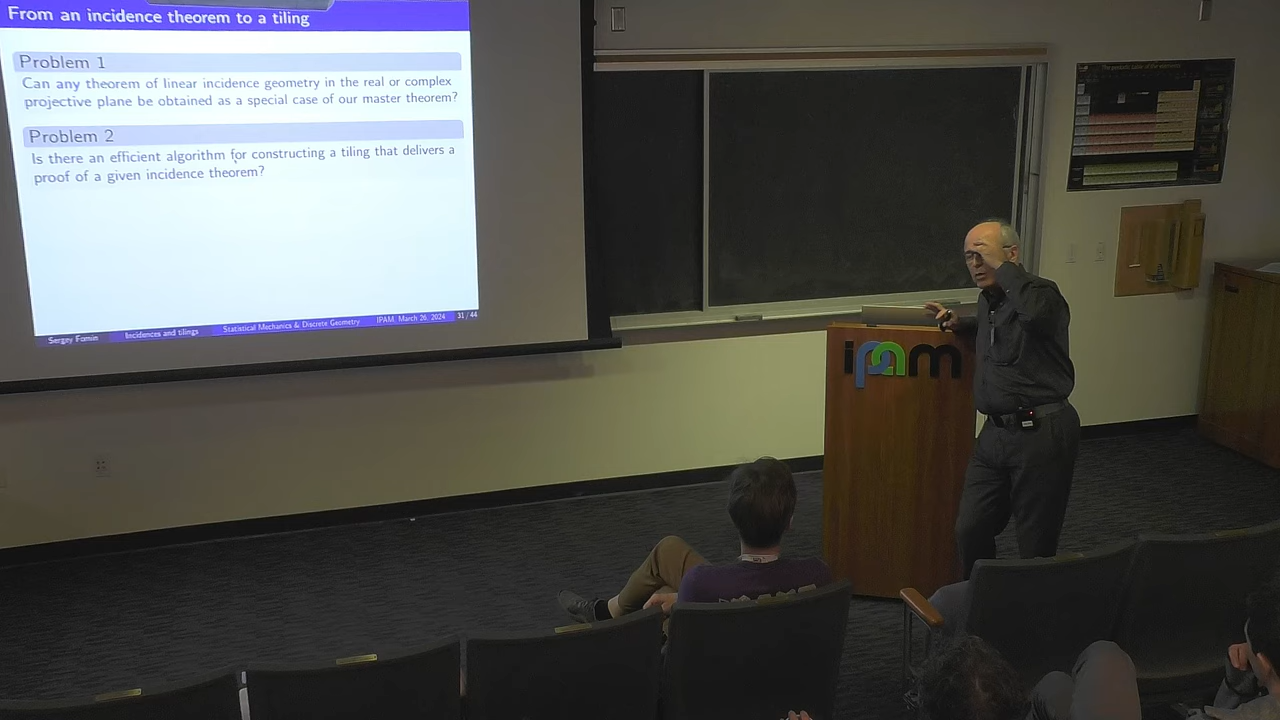 From an incidence theorem to a tiling
Problem 1
Can any theorem of linear incidence geometry in the real or complex
projective plane be obtained as a special case of our master theorem?
Problem 2
Is there an efficient algorithm for constructing a tiling that delivers a
proof of a given incidence theorem?
Sergey Fomin Incidences and tilings Statistical Mechanics & Discrete Geometry IPAM, March 26, 2024 31/44
ipam